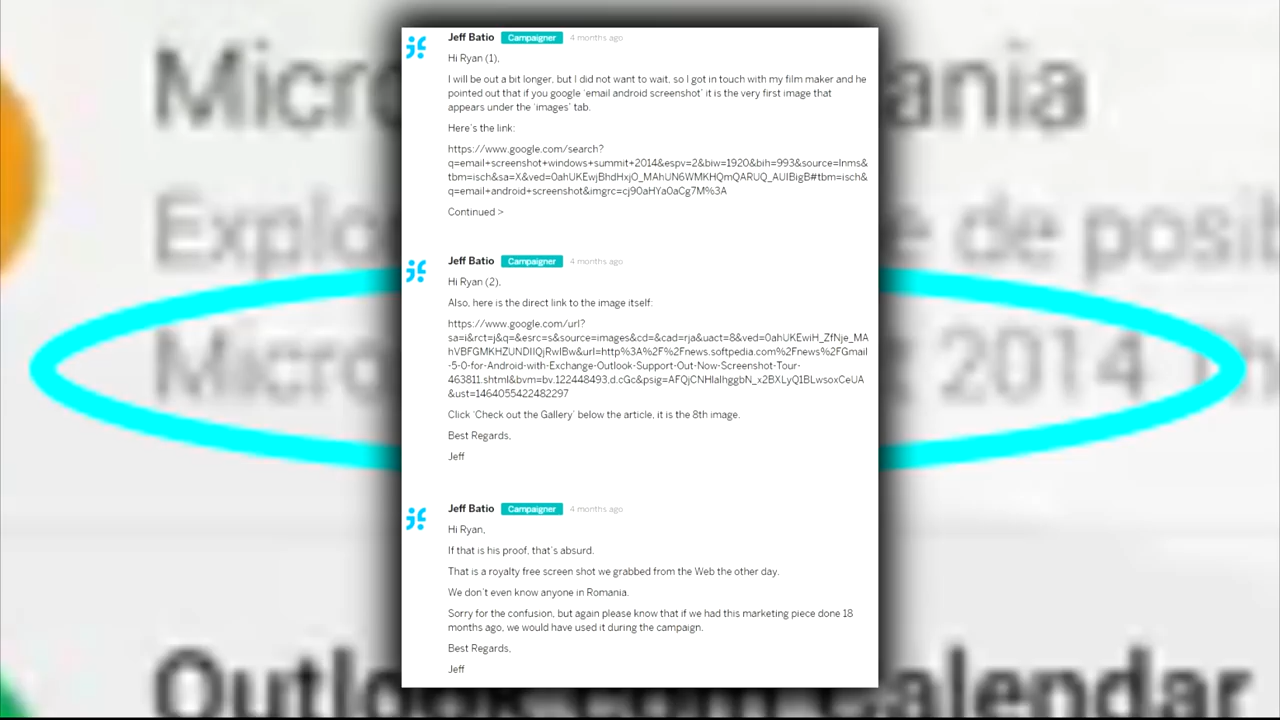 Jeff Batio Campaigner 4 months ago
Hi Ryan (1),
I will be out a bit longer, but I did not want to wait, so I got in touch with my film maker and he
pointed out that if you google 'email android screenshot' it is the very first image that
appears under the 'images' tab.
Here's the link:
https://www.google.com/search?
q=email+screenshot+windows+summit+2014&espv=2&biw=1920&bih=993&source=lnms&
tbm=isch&sa=X&ved=0ahUKEwjBhdHxjO_MAhUN6WMKHQmQARUQ_AUIBigB#tbm=isch&
q=email+android+screenshot&imgrc=cj90aHYa0aCg7M%3A
Continued >
Jeff Batio Campaigner 4 months ago
Hi Ryan (2),
Also, here is the direct link to the image itself:
https://www.google.com/url?
sa=i&rct=j&q=&esrc=s&source=images&cd=&cad=rja&uact=8&ved=0ahUKEwiH_ZfNje_MA
hVBFGMKHZUNDIIQjRwIBw&url=http%3A%2F%2Fnews.softpedia.com%2Fnews%2FGmail
-5-0-for-Android-with-Exchange-Outlook-Support-Out-Now-Screenshot-Tour-
463811.shtml&bvm=bv.122448493,d.cGc&psig=AFQjCNHlaIhggbN_x2BXLyQ1BLwsoxCeUA
&ust=1464055422482297
Click 'Check out the Gallery' below the article, it is the 8th image.
Best Regards,
Jeff
Jeff Batio Campaigner 4 months ago
Hi Ryan,
If that is his proof, that's absurd.
That is a royalty free screen shot we grabbed from the Web the other day.
We don't even know anyone in Romania.
Sorry for the confusion, but again please know that if we had this marketing piece done 18
months ago, we would have used it during the campaign.
Best Regards,
Jeff
de
2014